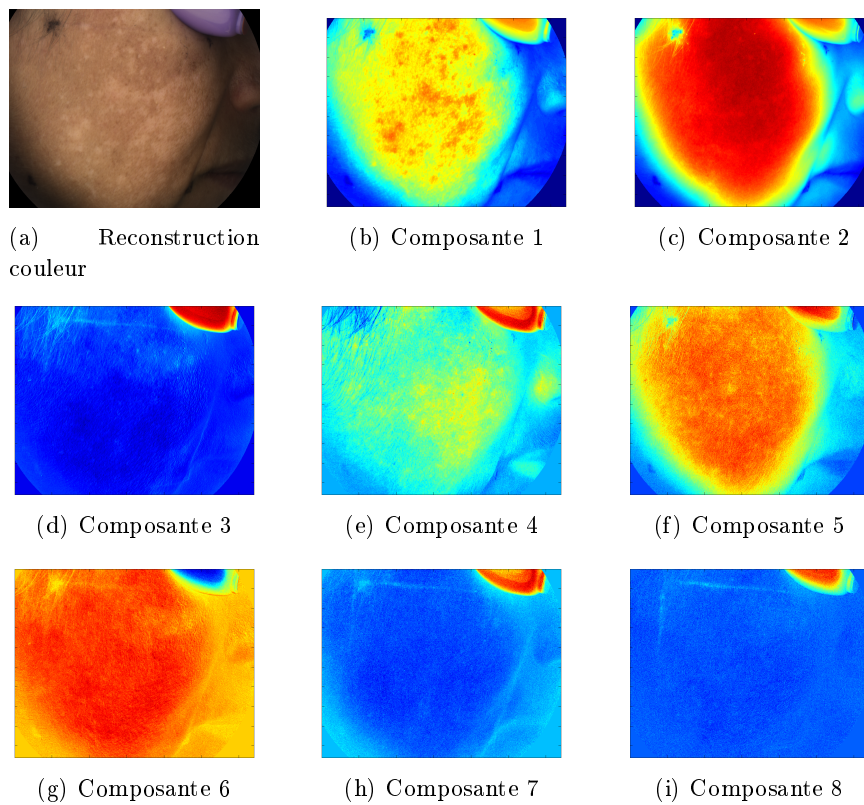 (a) Reconstruction
couleur
(b) Composante 1
(c) Composante 2
(d) Composante 3
(e) Composante 4
(f) Composante 5
(g) Composante 6
(h) Composante 7
(i) Composante 8